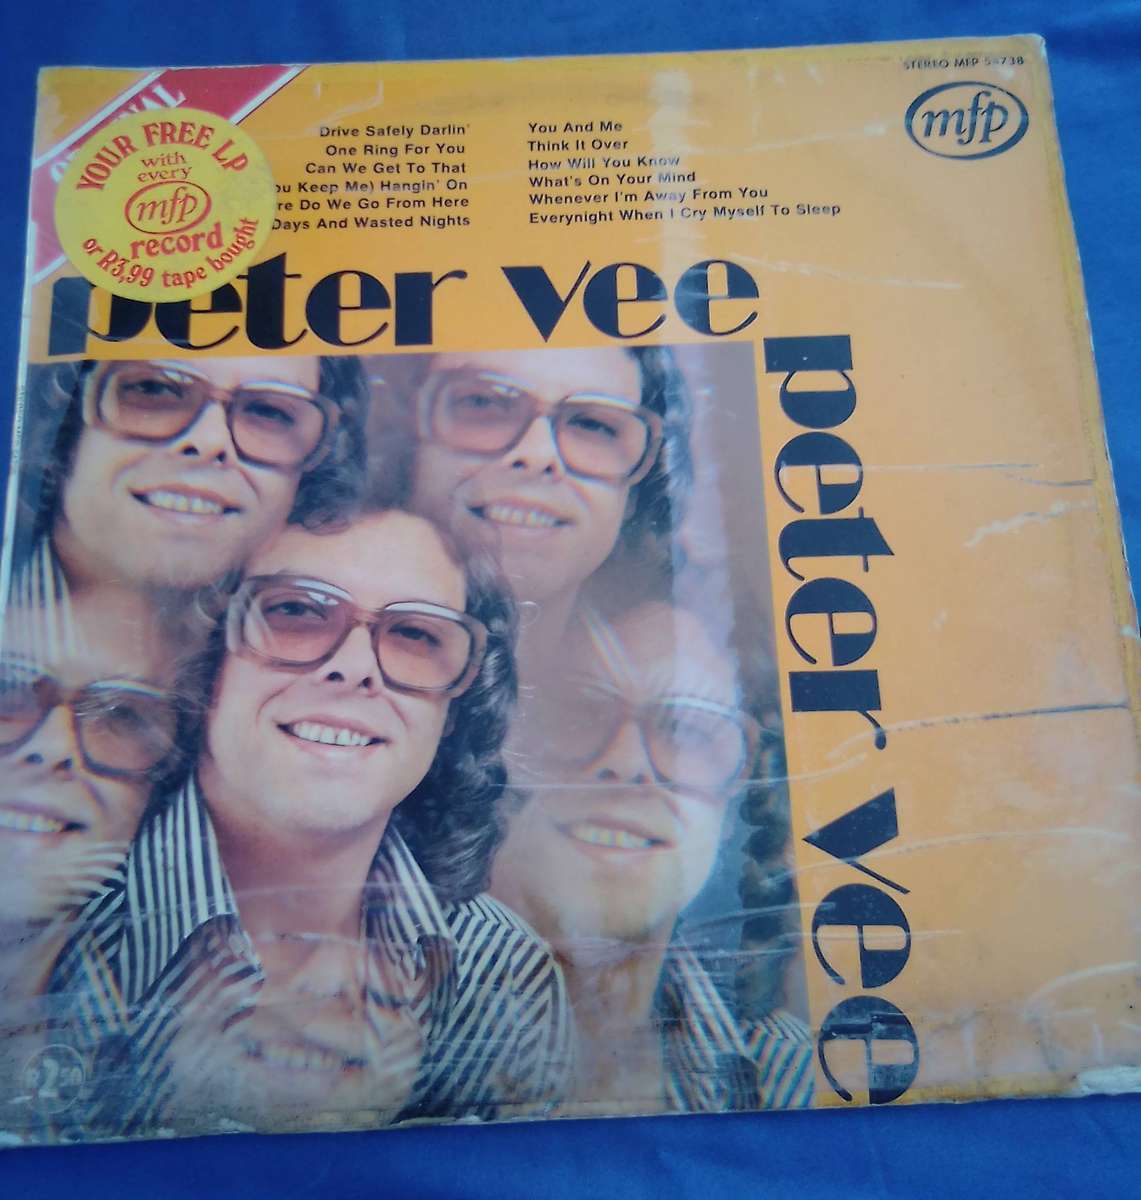 STEREO MFP 54738
mfp
YOUR FREE LP
with
every
mfp
record
or R3,99 tape bought
Drive Safely Darlin'
One Ring For You
Can We Get To That
Keep Me) Hangin' On
Do We Go From Here
Days And Wasted Nights
You And Me
Think It Over
How Will You Know
What's On Your Mind
Whenever I'm Away From You
Everynight When I Cry Myself To Sleep
peter vee
peter vee